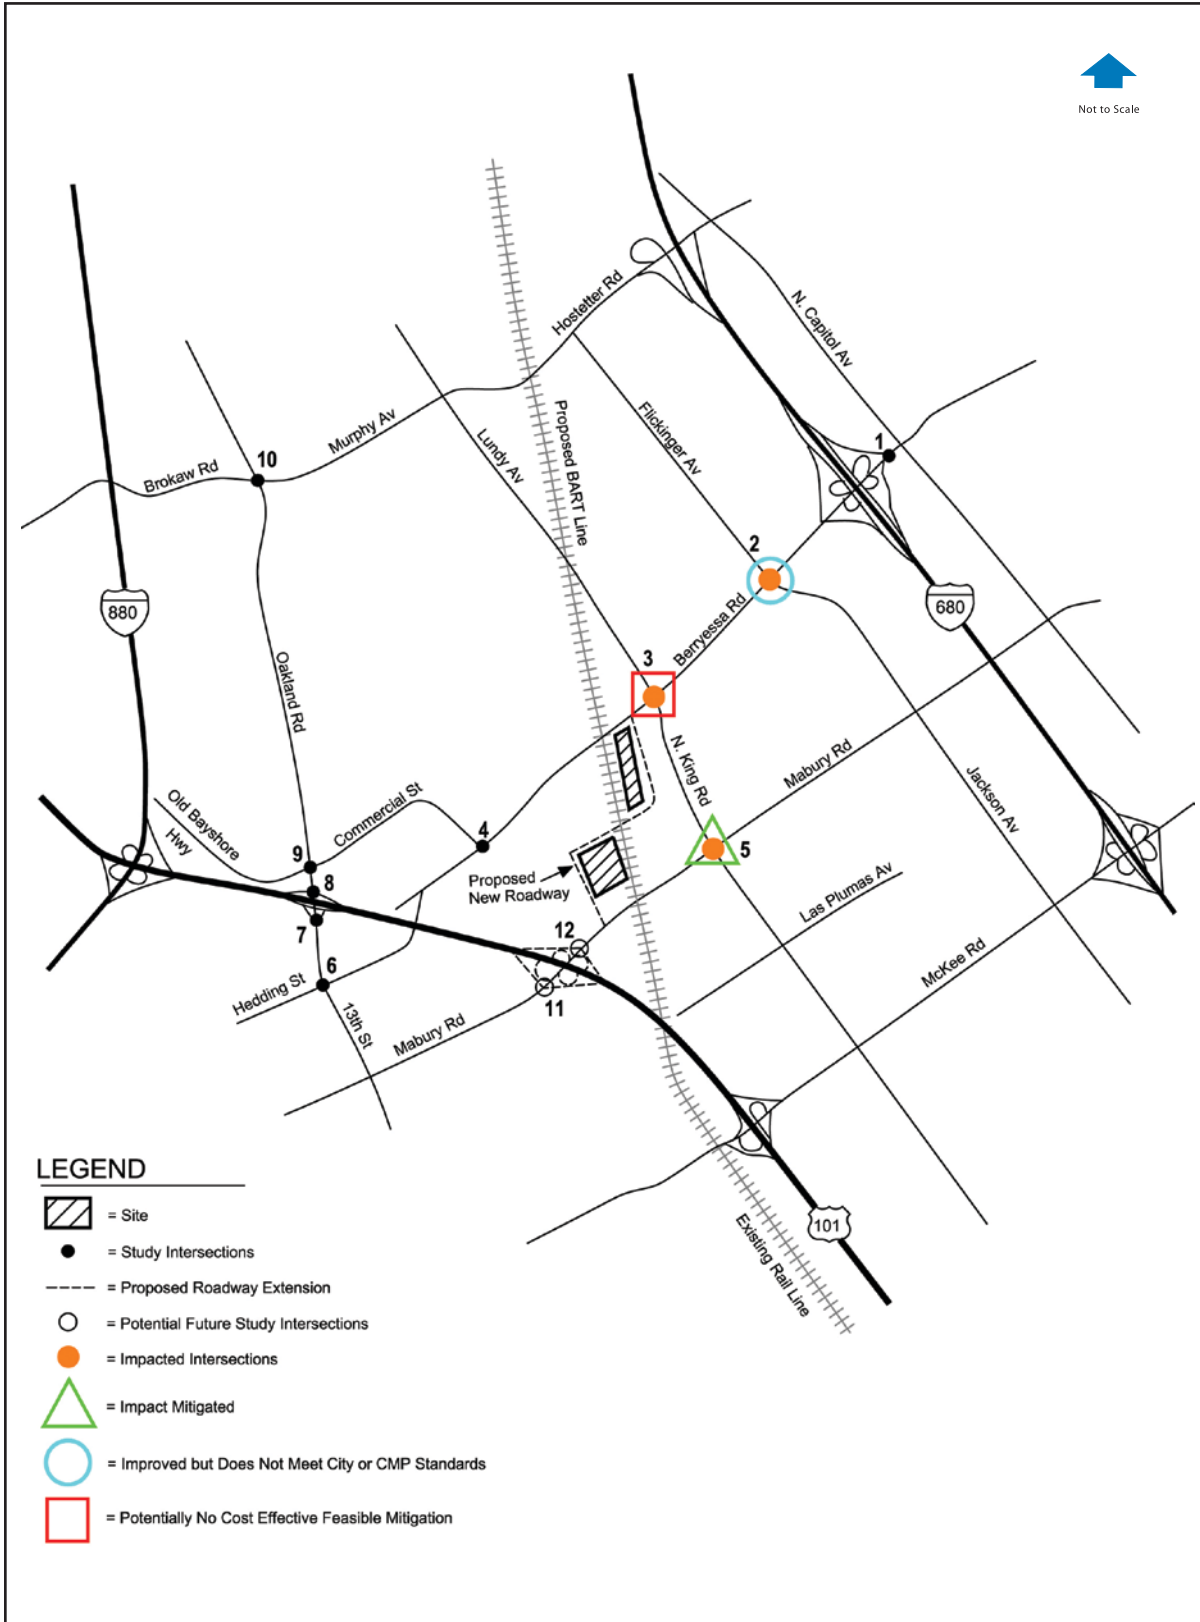 Not to Scale
Hostetter Rd
N. Capitol Av
Murphy Av
Flickinger Av
Lundy Av
Proposed BART Line
1
10
Brokaw Rd
2
880
680
Berryessa Rd
3
Oakland Rd
N. King Rd
Mabury Rd
Jackson Av
Old Bayshore
Hwy
Commercial St
4
5
9
8
Proposed
New Roadway
Las Plumas Av
7
12
6
Hedding St
11
McKee Rd
13th St
Mabury Rd
101
Existing Rail Line
LEGEND
= Site
= Study Intersections
= Proposed Roadway Extension
= Potential Future Study Intersections
= Impacted Intersections
= Impact Mitigated
= Improved but Does Not Meet City or CMP Standards
= Potentially No Cost Effective Feasible Mitigation